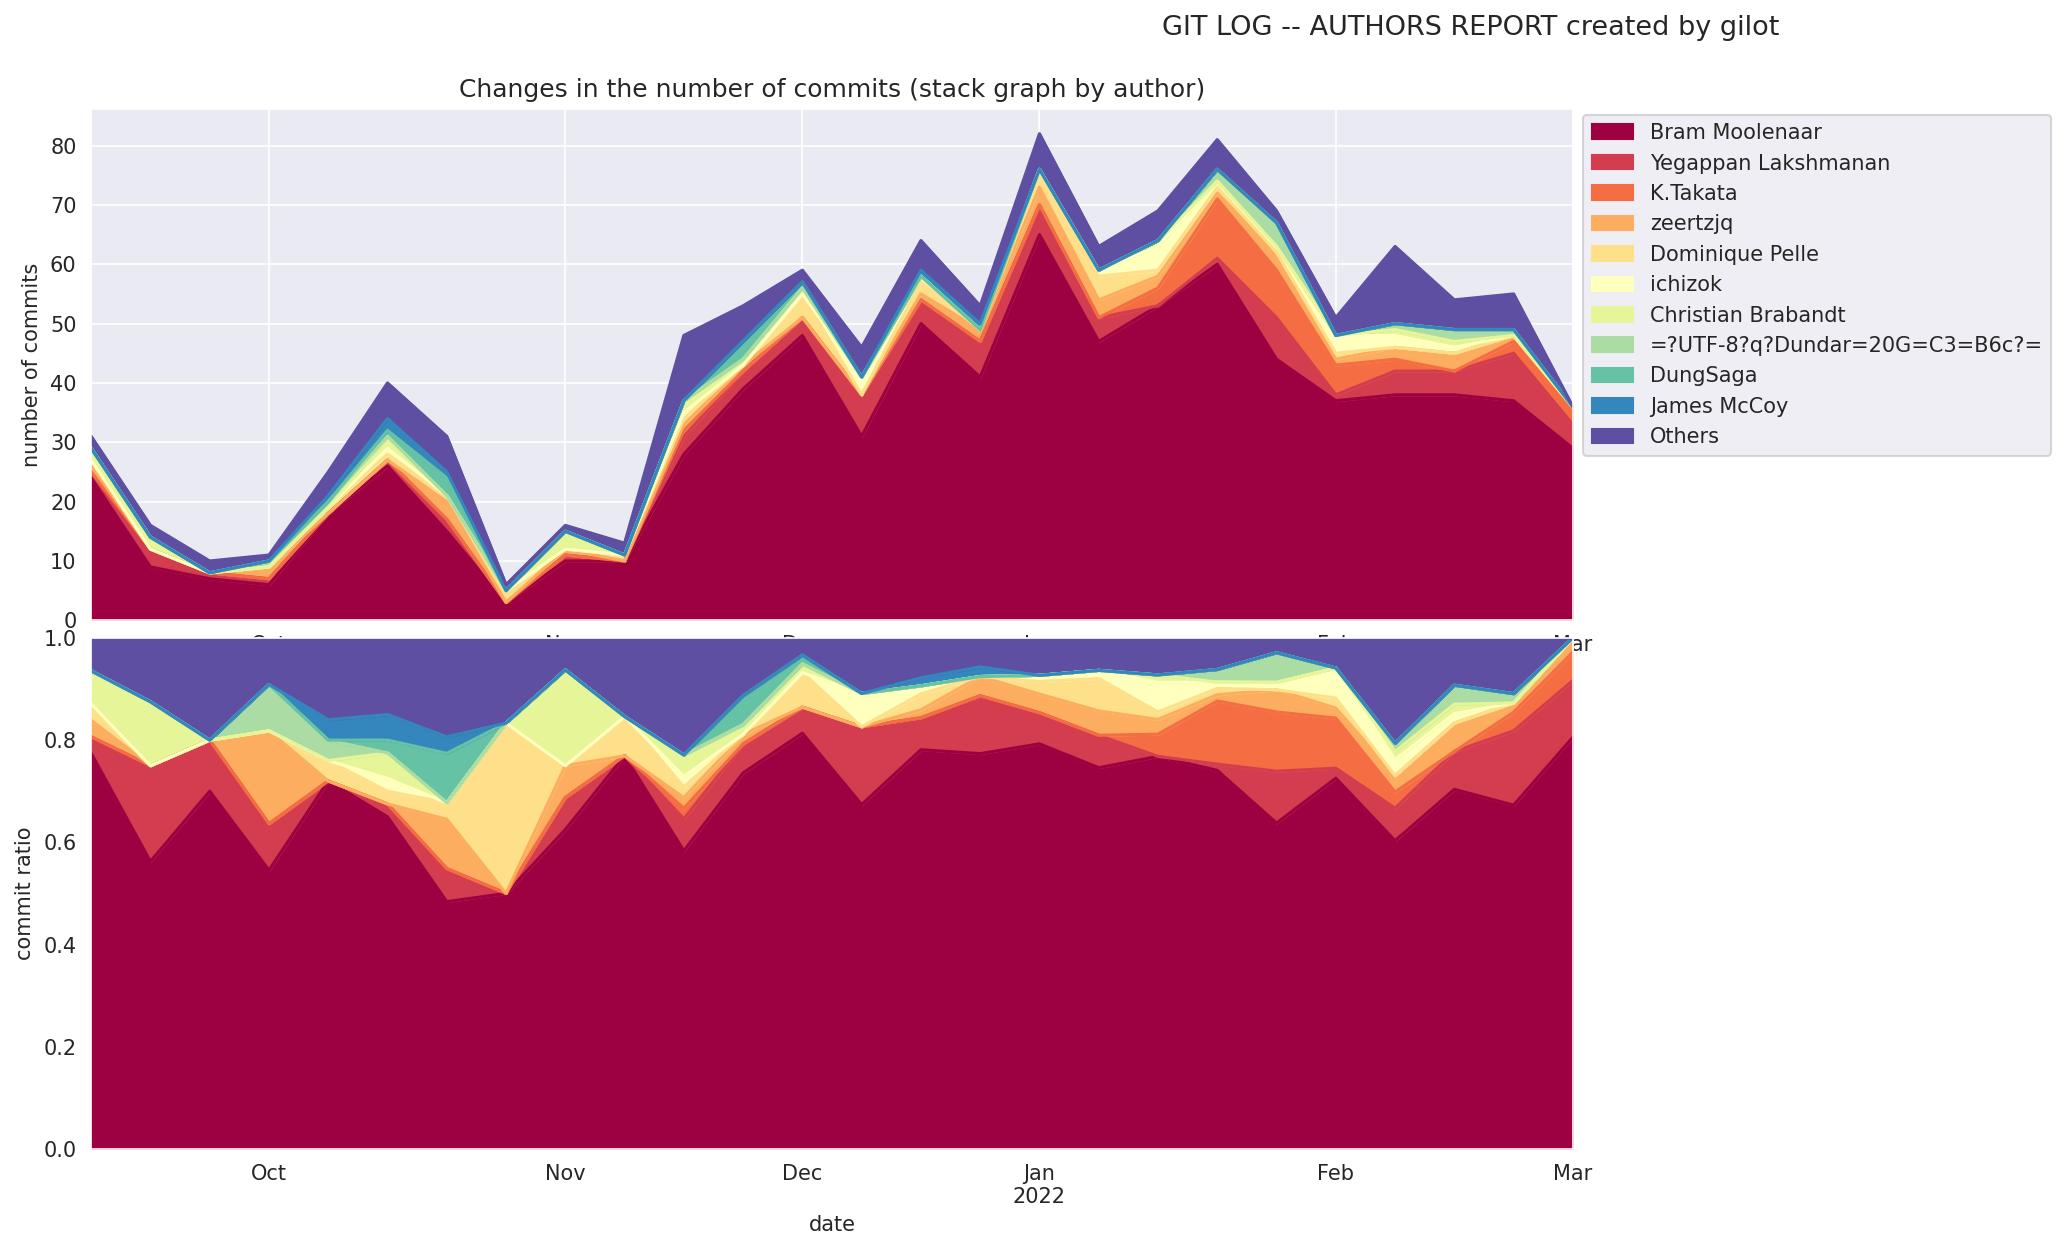 GIT LOG -- AUTHORS REPORT created by gilot
Changes in the number of commits (stack graph by author)
number of commits
80
70
60
50
40
30
20
10
0
Bram Moolenaar
Yegappan Lakshmanan
K.Takata
zeertzjq
Dominique Pelle
ichizok
Christian Brabandt
=?UTF-8?q?Dundar=20G=C3=B6c?=
DungSaga
James McCoy
Others
Mar
commit ratio
1.0
0.8
0.6
0.4
0.2
0.0
Oct
Nov
Dec
Jan
2022
Feb
Mar
date